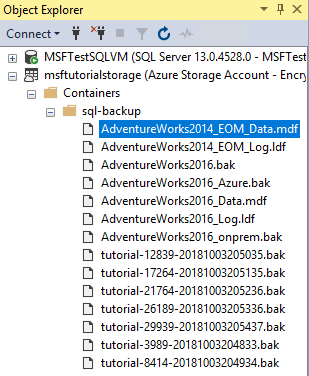 Object Explorer
Connect
MSFTestSQLVM (SQL Server 13.0.4528.0 - MSFTes
msftutorialstorage (Azure Storage Account - Encry
Containers
sql-backup
AdventureWorks2014_EOM_Data.mdf
AdventureWorks2014_EOM_Log.ldf
AdventureWorks2016.bak
AdventureWorks2016_Azure.bak
AdventureWorks2016_Data.mdf
AdventureWorks2016_Log.ldf
AdventureWorks2016_onprem.bak
tutorial-12839-20181003205035.bak
tutorial-17264-20181003205135.bak
tutorial-21764-20181003205236.bak
tutorial-26189-20181003205336.bak
tutorial-29939-20181003205437.bak
tutorial-3989-20181003204833.bak
tutorial-8414-20181003204934.bak